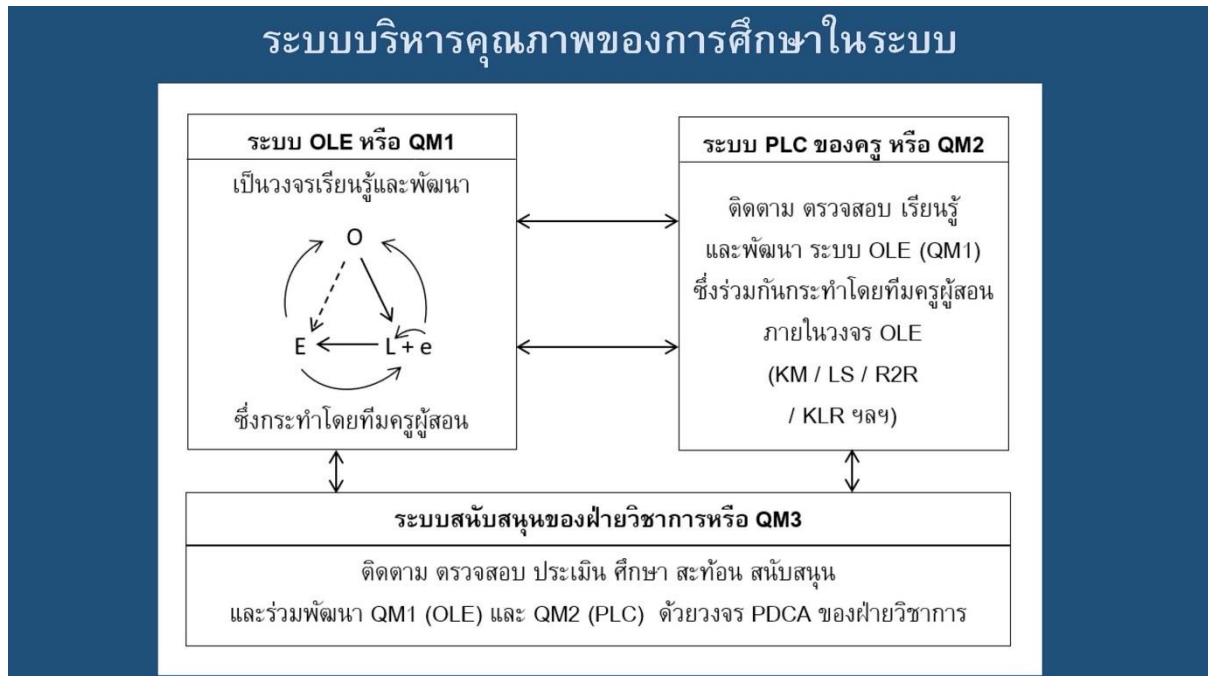 ระบบบริหารคุณภาพของการศึกษาในระบบ
ระบบ OLE หรือ QM1
เป็นวงจรเรียนรู้และพัฒนา
O
E
L + e
ซึ่งกระทำโดยทีมครูผู้สอน
ระบบ PLC ของครู หรือ QM2
ติดตาม ตรวจสอบ เรียนรู้
และพัฒนา ระบบ OLE (QM1)
ซึ่งร่วมกันกระทำโดยทีมครูผู้สอน
ภายในวงจร OLE
(KM / LS / R2R
/ KLR ฯลฯ)
ระบบสนับสนุนของฝ่ายวิชาการหรือ QM3
ติดตาม ตรวจสอบ ประเมิน ศึกษา สะท้อน สนับสนุน
และร่วมพัฒนา QM1 (OLE) และ QM2 (PLC) ด้วยวงจร PDCA ของฝ่ายวิชาการ